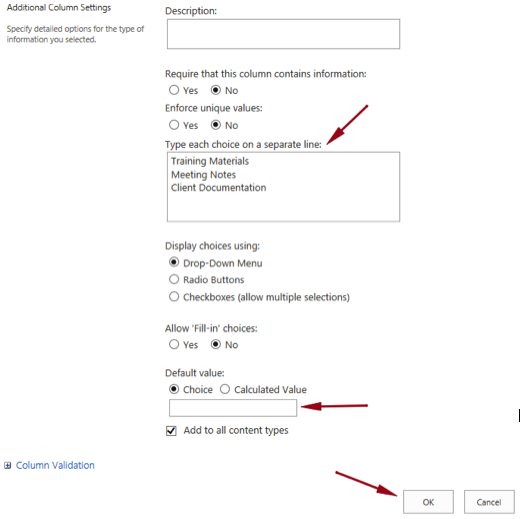 Additional Column Settings
Specify detailed options for the type of
information you selected.
Description:
Require that this column contains information:
Yes No
Enforce unique values:
Yes No
Type each choice on a separate line:
Training Materials
Meeting Notes
Client Documentation
Display choices using:
Drop-Down Menu
Radio Buttons
Checkboxes (allow multiple selections)
Allow 'Fill-in' choices:
Yes No
Default value:
Choice Calculated Value
Add to all content types
Column Validation
OK Cancel